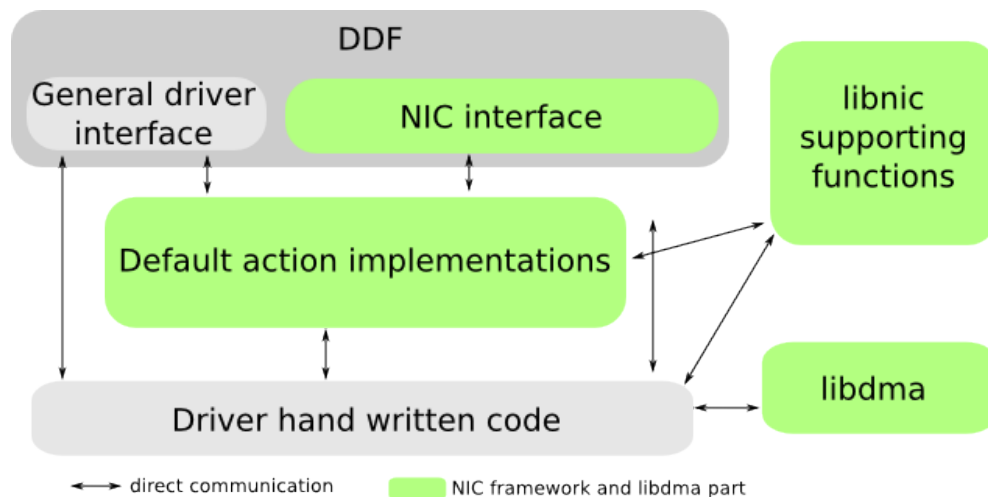 DDF
General driver
interface
NIC interface
libnic
supporting
functions
Default action implementations
libdma
Driver hand written code
direct communication
NIC framework and libdma part